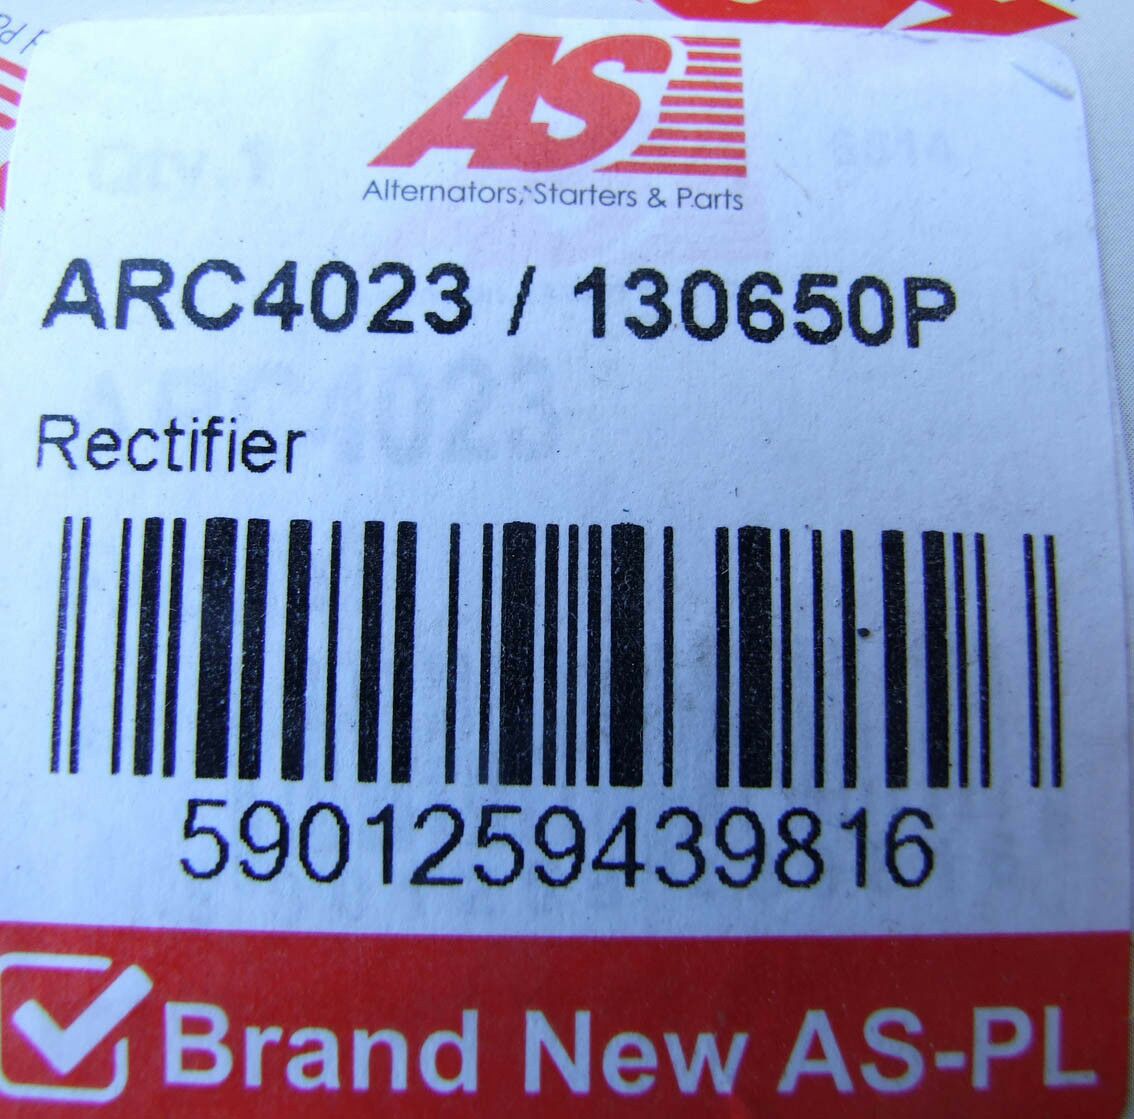 AS
Alternators, Starters & Parts
ARC4023 / 130650P
Rectifier
5901259439816
Brand New AS-PL